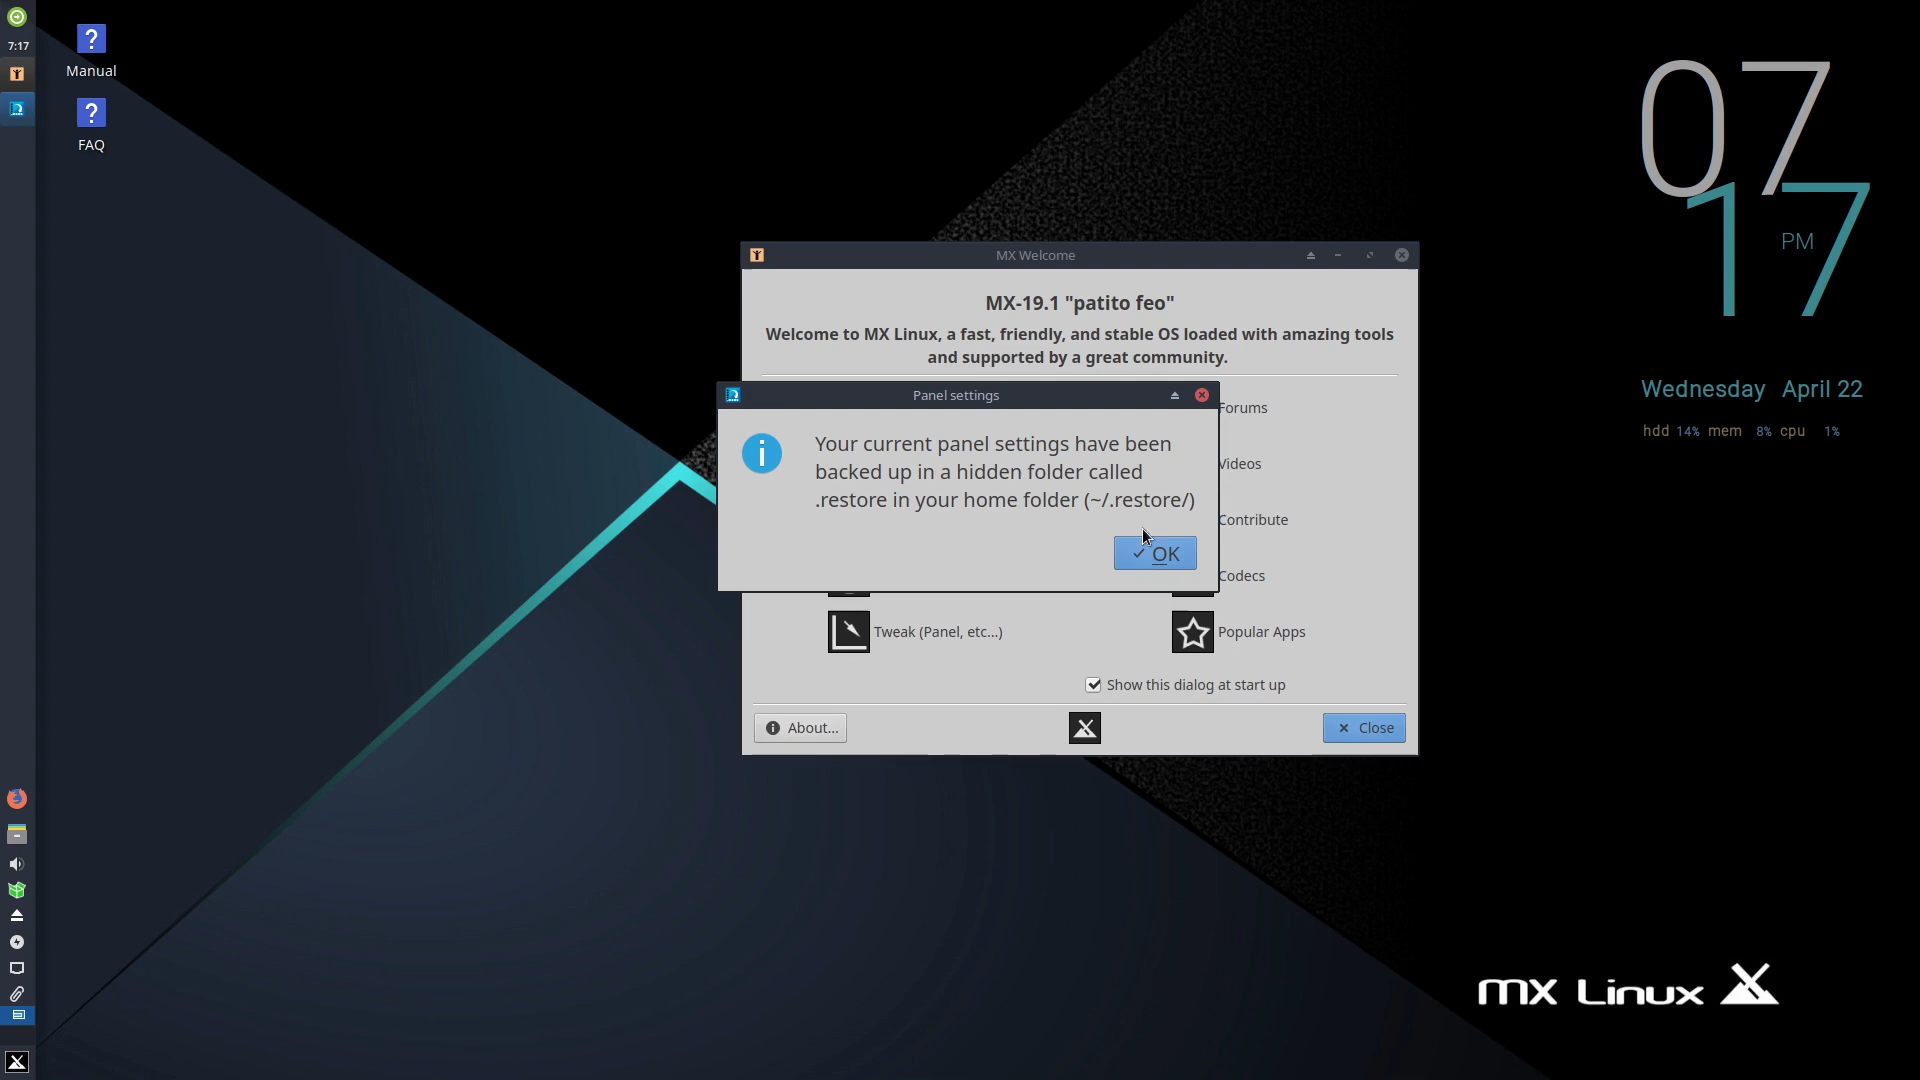 7:17
Manual
FAQ
07
17
PM
Wednesday April 22
hdd 14% mem 8% cpu 1%
MX Welcome
MX-19.1 "patito feo"
Welcome to MX Linux, a fast, friendly, and stable OS loaded with amazing tools
and supported by a great community.
Panel settings
Your current panel settings have been
backed up in a hidden folder called
.restore in your home folder (~/.restore/)
OK
Forums
Videos
Contribute
Codecs
Tweak (Panel, etc...)
Popular Apps
Show this dialog at start up
About...
Close
mx Linux